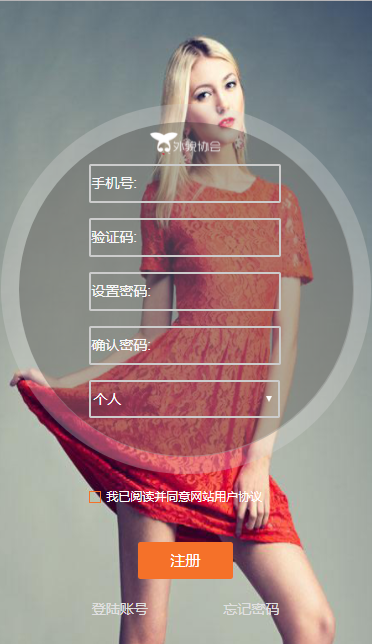 外貌协会
手机号:
验证码:
设置密码:
确认密码:
个人
我已阅读并同意网站用户协议
注册
登陆账号 忘记密码